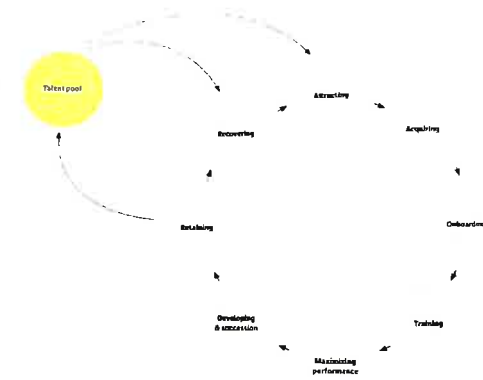 Talent pool
Attracting
Recovering
Acquiring
Retaining
Onboarding
Developing
& succession
Training
Maximizing
performance